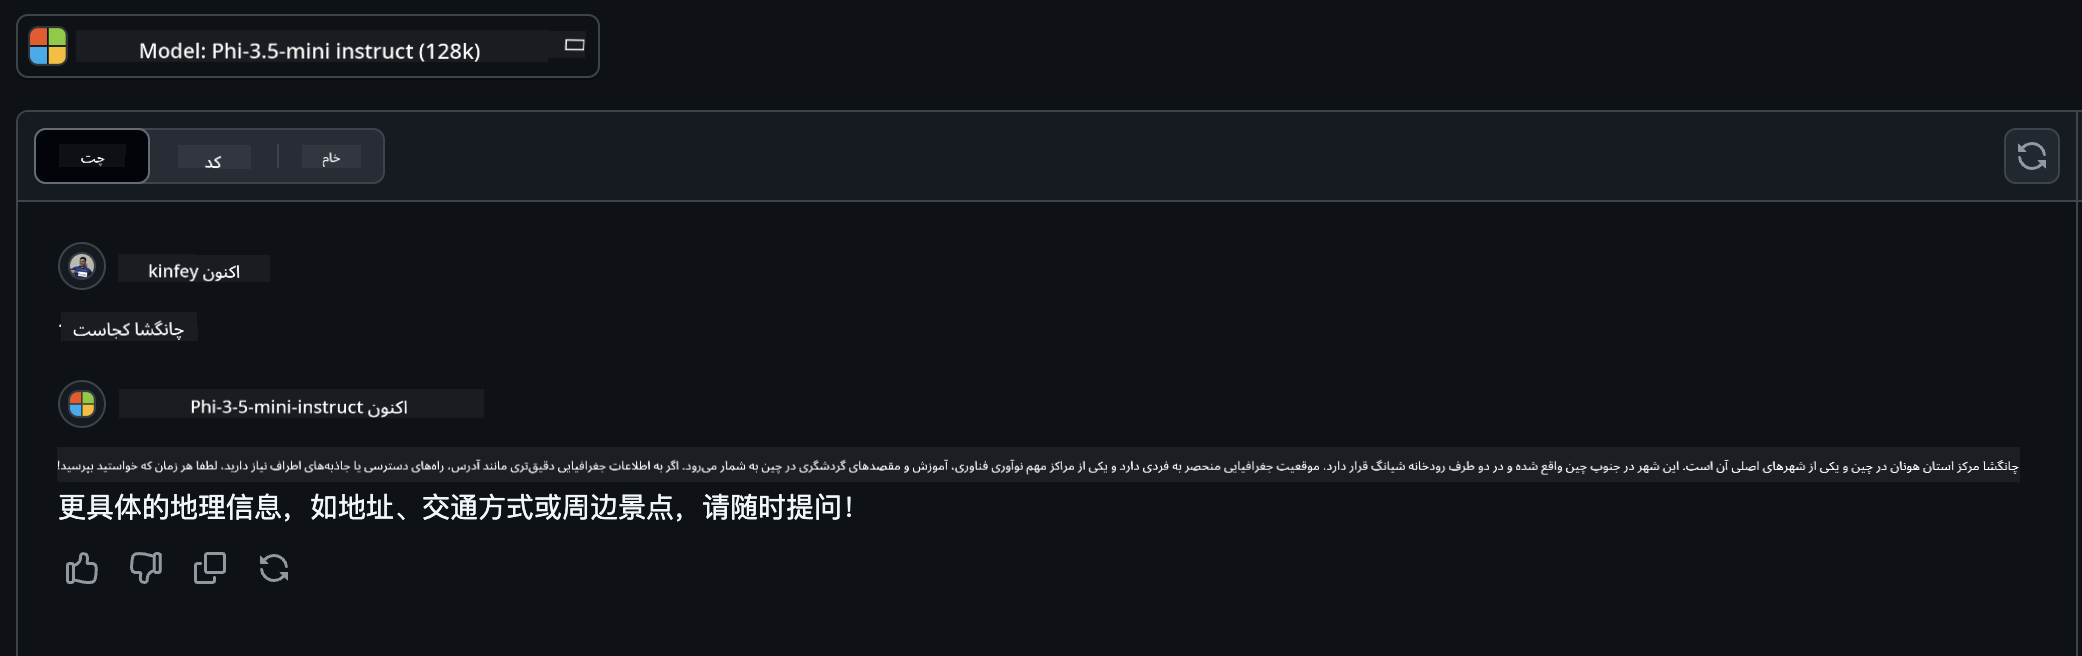 Model: Phi-3.5-mini instruct (128k)
چت
کد
خام
kinfey اکنون
چانگشا کجاست
Phi-3-5-mini-instruct اکنون
چانگشا مرکز استان هونان در چین و یکی از شهرهای اصلی آن است. این شهر در جنوب چین واقع شده و در دو طرف رودخانه شیانگ قرار دارد. موقعیت جغرافیایی منحصر به فردی دارد و یکی از مراکز مهم نوآوری فناوری، آموزش و مقصدهای گردشگری در چین به شمار می‌رود. اگر به اطلاعات جغرافیایی دقیق‌تری مانند آدرس، راه‌های دسترسی یا جاذبه‌های اطراف نیاز دارید، لطفا هر زمان که خواستید بپرسید!
更具体的地理信息，如地址、交通方式或周边景点，请随时提问！